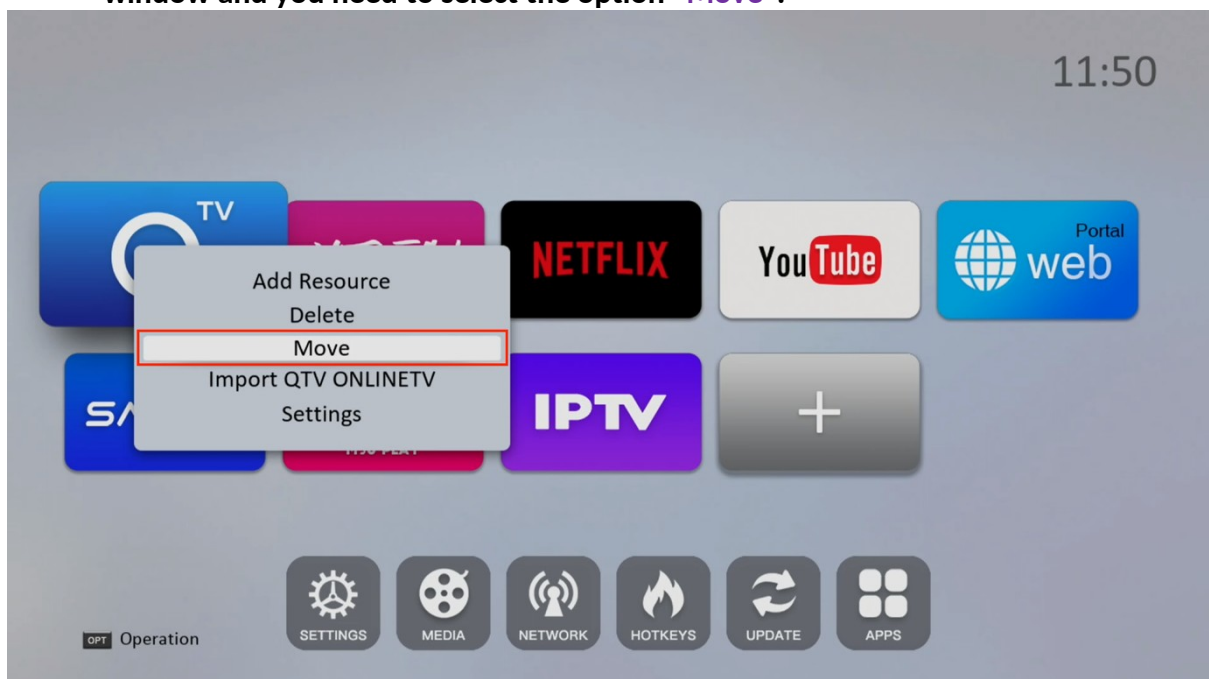 window and you need to select the option "Move".
11:50
TV
NETFLIX
YouTube
Portal
web
Add Resource
Delete
Move
Import QTV ONLINETV
Settings
IPTV
+
OPT Operation
SETTINGS
MEDIA
NETWORK
HOTKEYS
UPDATE
APPS